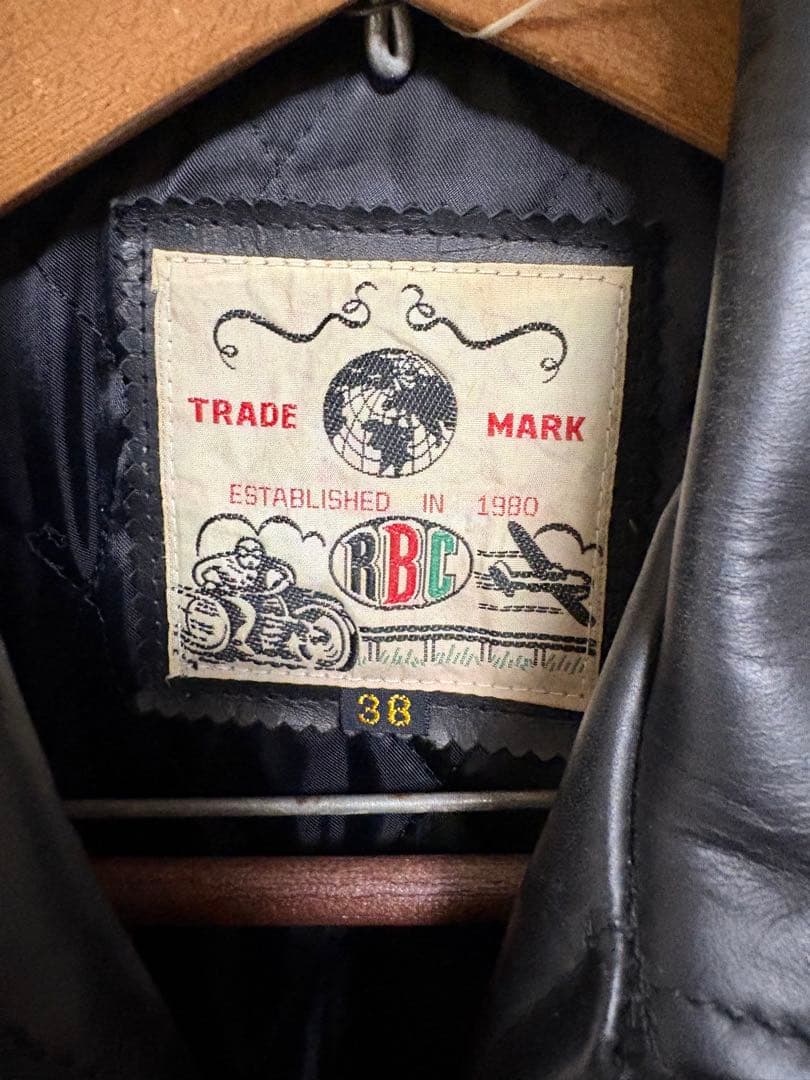 TRADE MARK
ESTABLISHED IN 1980
RBC
38